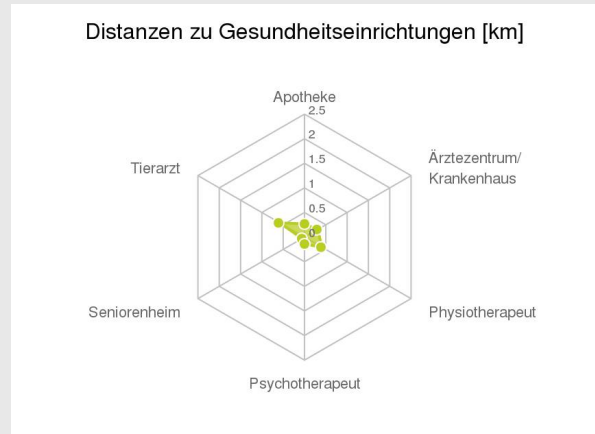 Distanzen zu Gesundheitseinrichtungen [km]
Apotheke
2.5
2
1.5
1
0.5
0
Tierarzt
Ärztezentrum/
Krankenhaus
Seniorenheim
Physiotherapeut
Psychotherapeut